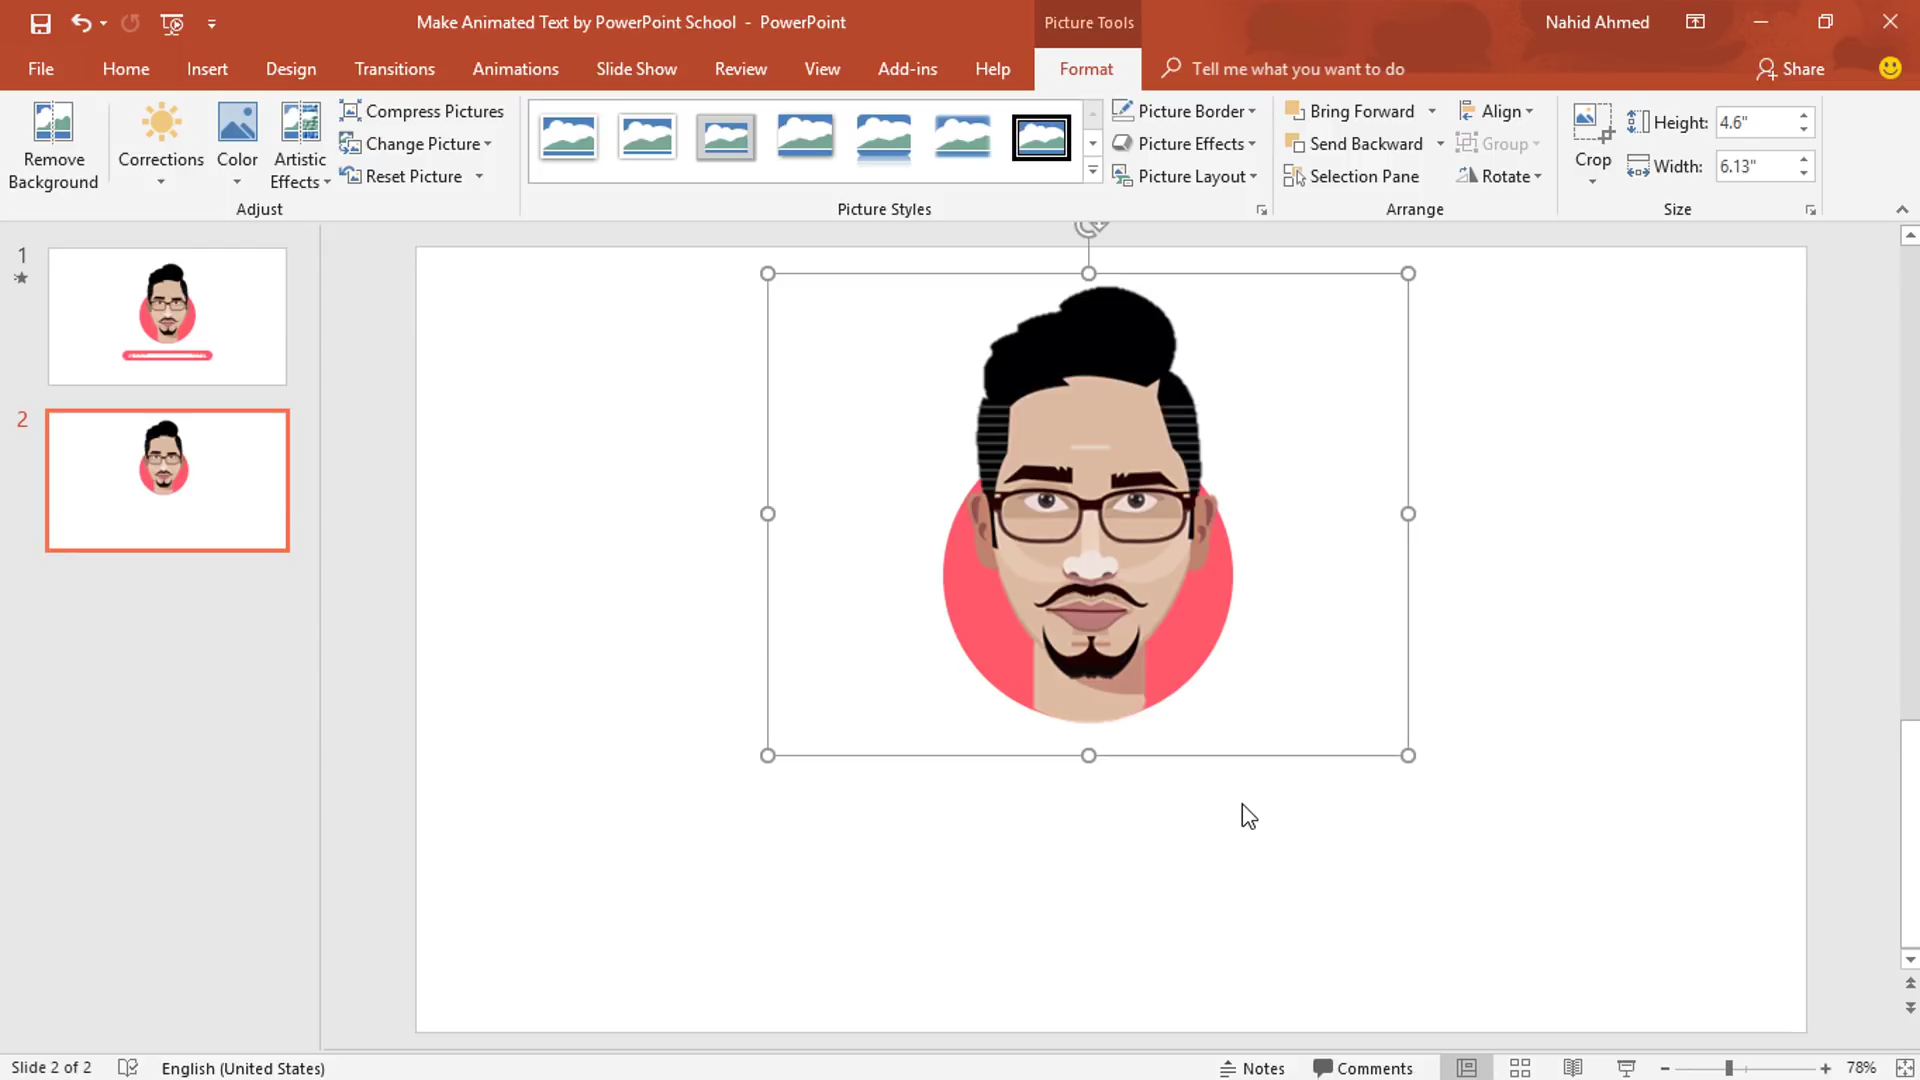 Make Animated Text by PowerPoint School - PowerPoint
Picture Tools
Nahid Ahmed
File Home Insert Design Transitions Animations Slide Show Review View Add-ins Help Format Tell me what you want to do Share
Remove Background
Corrections
Color
Artistic Effects
Compress Pictures
Change Picture
Reset Picture
Adjust
Picture Styles
Picture Border
Picture Effects
Picture Layout
Bring Forward
Send Backward
Selection Pane
Align
Group
Rotate
Arrange
Crop
Height: 4.6"
Width: 6.13"
Size
1
2
Slide 2 of 2 English (United States) Notes Comments 78%